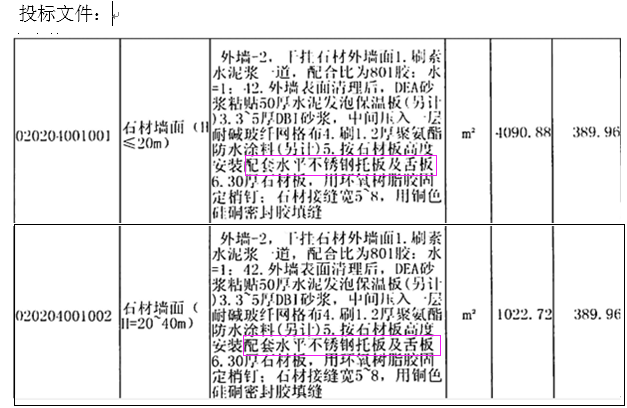 投标文件：
020204001001
石材墙面（H
≤20m）
外墙-2，干挂石材外墙面1.刷素
水泥浆一道，配合比为801胶：水
=1：42.外墙表面清理后，DEA砂
浆粘贴50厚水泥发泡保温板(另计
)3.3~5厚DBI砂浆，中间压入一层
耐碱玻纤网格布4.刷1.2厚聚氨酯
防水涂料(另计)5.按石材板高度
安装配套水平不锈钢托板及舌板
6.30厚石材板，用环氧树脂胶固
定梢钉；石材接缝宽5~8，用铜色
硅硐密封胶填缝
m²
4090.88
389.96
020204001002
石材墙面（
H=20~40m）
外墙-2，干挂石材外墙面1.刷素
水泥浆一道，配合比为801胶：水
=1：42.外墙表面清理后，DEA砂
浆粘贴50厚水泥发泡保温板(另计
)3.3~5厚DBI砂浆，中间压入一层
耐碱玻纤网格布4.刷1.2厚聚氨酯
防水涂料(另计)5.按石材板高度
安装配套水平不锈钢托板及舌板
6.30厚石材板，用环氧树脂胶固
定梢钉；石材接缝宽5~8，用铜色
硅硐密封胶填缝
m²
1022.72
389.96